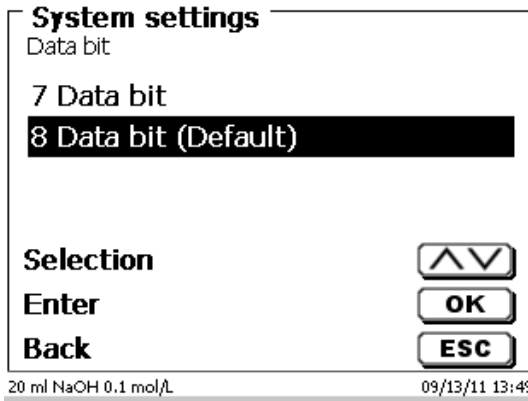 System settings
Data bit
7 Data bit
8 Data bit (Default)
Selection
Enter OK
Back ESC
20 ml NaOH 0.1 mol/L 09/13/11 13:49